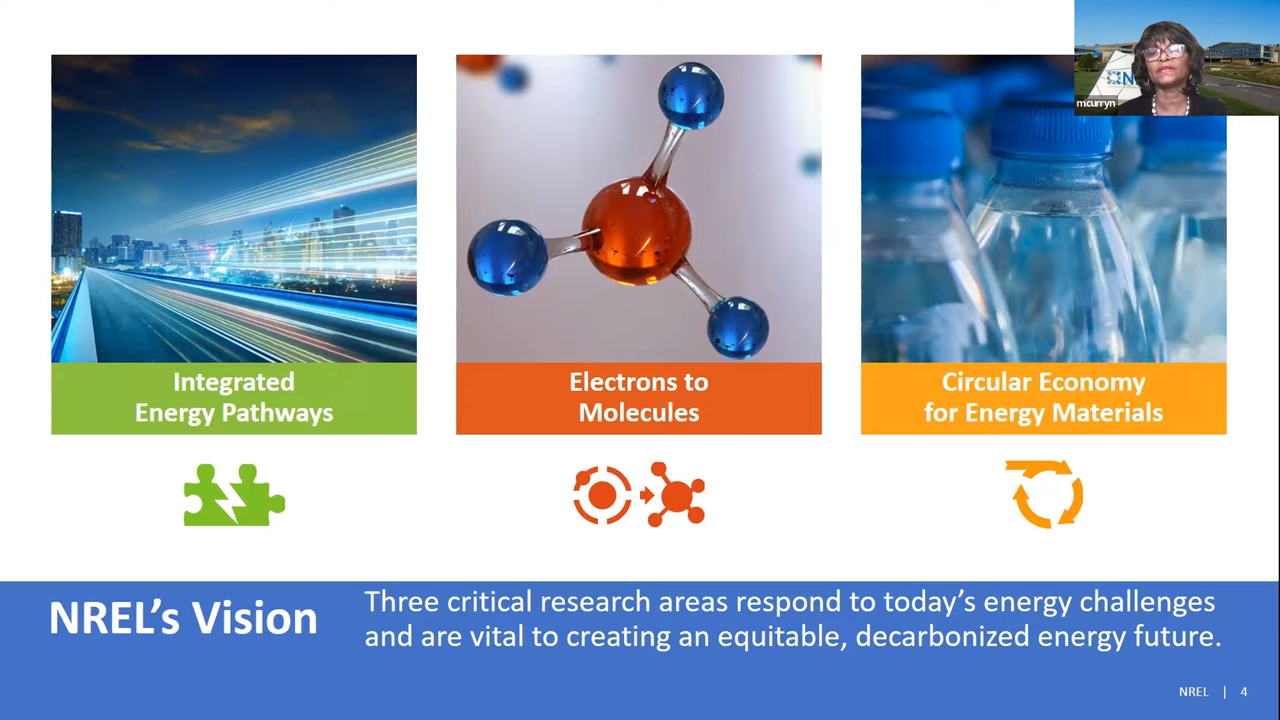 mcurryn
Integrated
Energy Pathways
Electrons to
Molecules
Circular Economy
for Energy Materials
NREL's Vision
Three critical research areas respond to today's energy challenges
and are vital to creating an equitable, decarbonized energy future.
NREL | 4